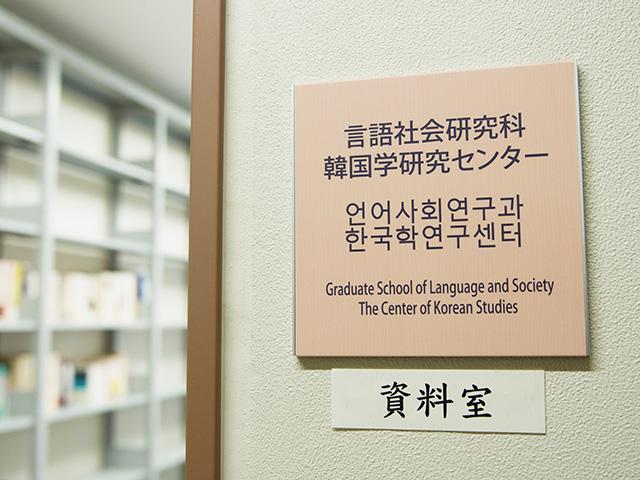 言語社会研究科
韓国学研究センター
언어사회연구과
한국학연구센터
Graduate School of Language and Society
The Center of Korean Studies
資料室